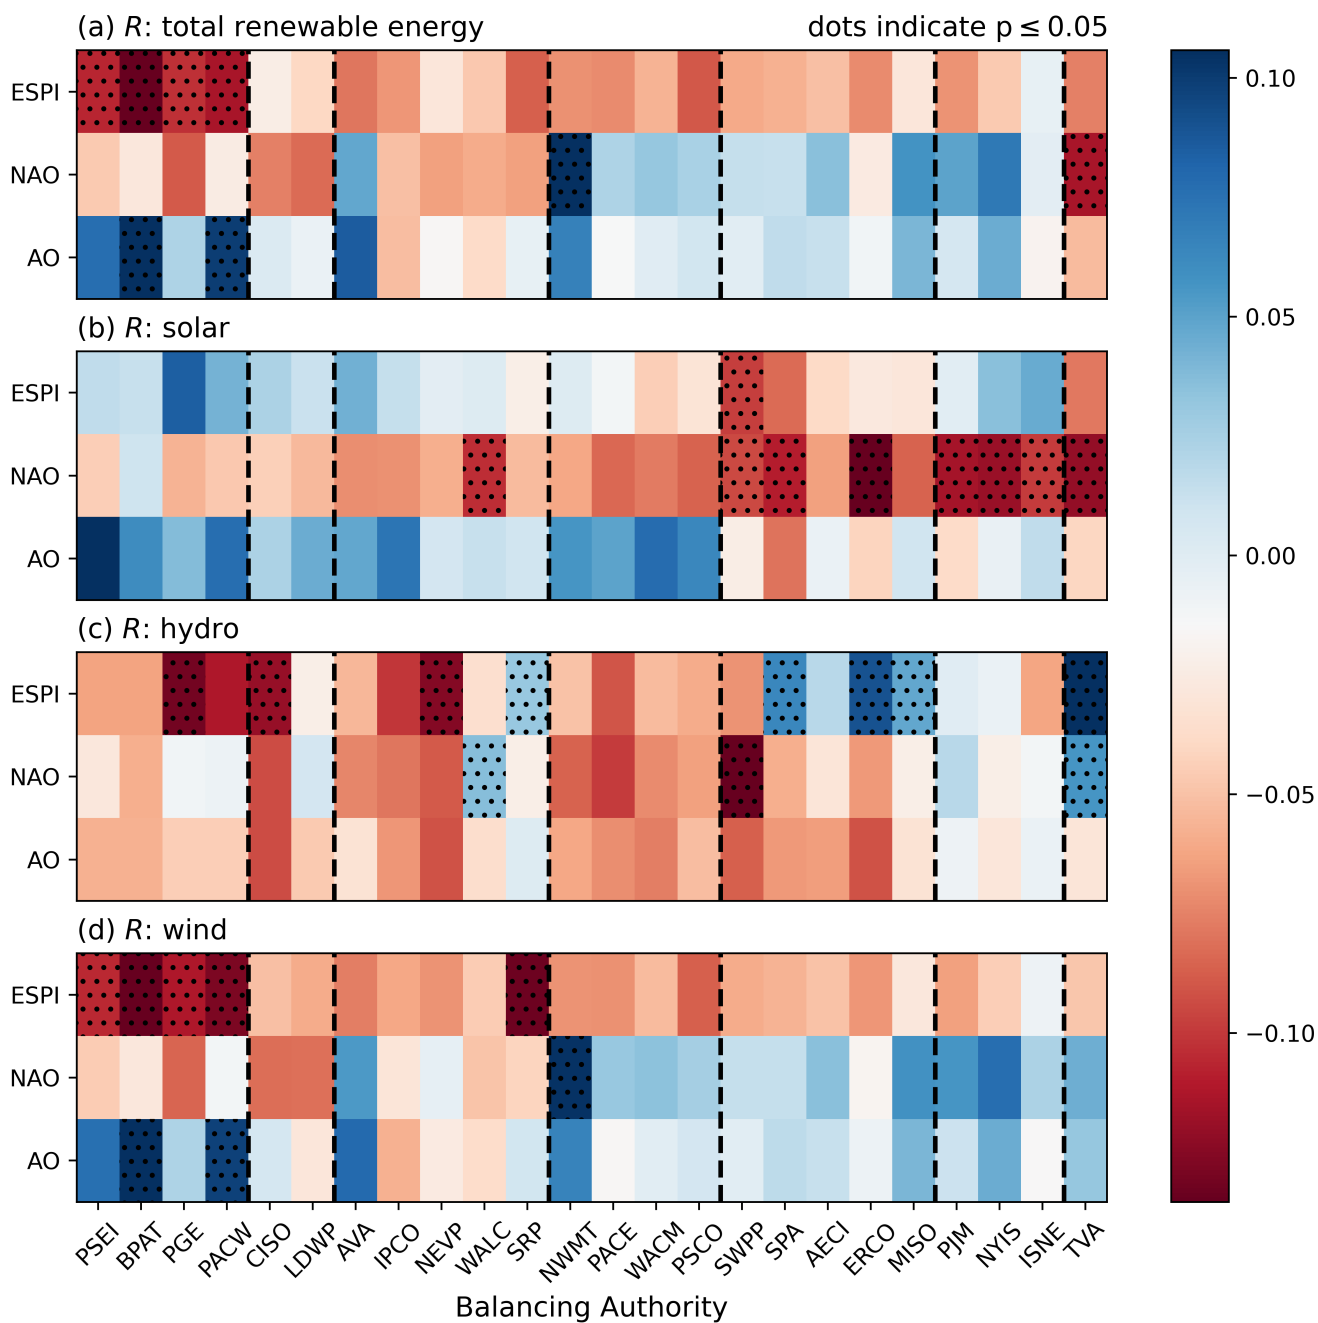 (a) R: total renewable energy
dots indicate p ≤ 0.05
ESPI
NAO
AO
(b) R: solar
ESPI
NAO
AO
(c) R: hydro
ESPI
NAO
AO
(d) R: wind
ESPI
NAO
AO
PSEI BPAT PGE PACW CISO LDWP AVA IPCO NEVP WALC SRP NWMT PACE WACM PSCO SWPP SPA AECI ERCO MISO PJM NYIS ISNE TVA
Balancing Authority
0.10
0.05
0.00
−0.05
−0.10